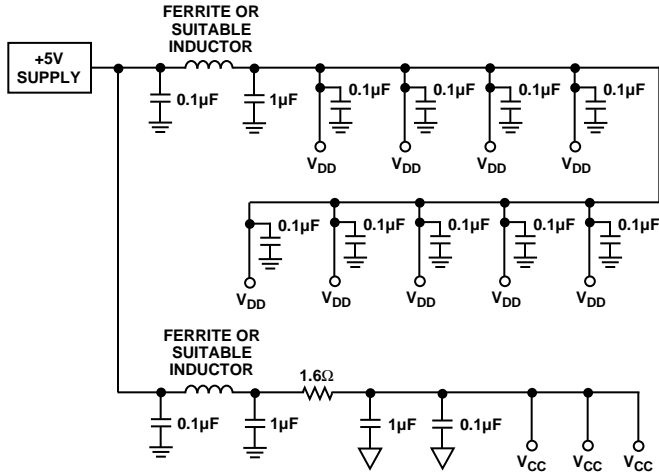 FERRITE OR
SUITABLE
INDUCTOR
+5V
SUPPLY
0.1µF
1µF
0.1µF
0.1µF
0.1µF
0.1µF
VDD
VDD
VDD
VDD
0.1µF
0.1µF
0.1µF
0.1µF
0.1µF
VDD
VDD
VDD
VDD
VDD
FERRITE OR
SUITABLE
INDUCTOR
1.6Ω
0.1µF
1µF
1µF
0.1µF
VCC
VCC
VCC